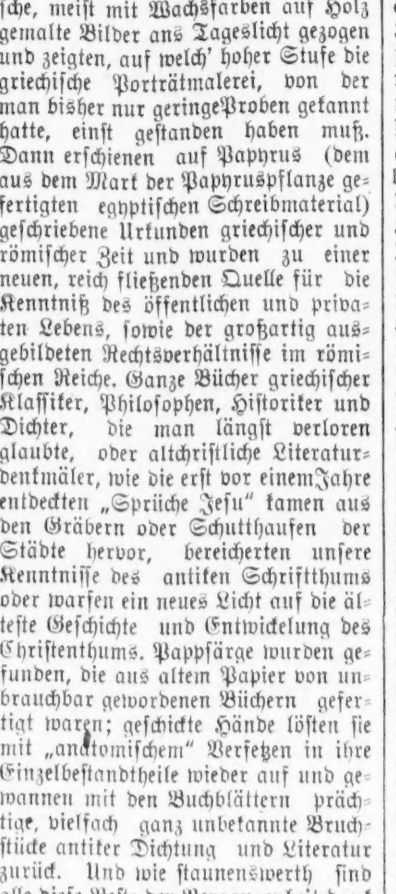 sche, meist mit Wachsfarben auf Holz
gemalte Bilder ans Tageslicht gezogen
und zeigten, auf welch' hoher Stufe die
griechische Porträtmalerei, von der
man bisher nur geringe Proben gekannt
hatte, einst gestanden haben muß.
Dann erschienen auf Papyrus (dem
aus dem Mark der Papyruspflanze ge-
fertigten egyptischen Schreibmaterial)
geschriebene Urkunden griechischer und
römischer Zeit und wurden zu einer
neuen, reich fließenden Quelle für die
Kenntniß des öffentlichen und priva-
ten Lebens, sowie der großartig aus-
gebildeten Rechtsverhältnisse im römi-
schen Reiche. Ganze Bücher griechischer
Klassiker, Philosophen, Historiker und
Dichter, die man längst verloren
glaubte, oder altchristliche Literatur-
denkmäler, wie die erst vor einem Jahre
entdeckten „Sprüche Jesu“ kamen aus
den Gräbern oder Schutthaufen der
Städte hervor, bereicherten unsere
Kenntnisse des antiken Schriftthums
oder warfen ein neues Licht auf die äl-
teste Geschichte und Entwickelung des
Christenthums. Pappsärge wurden ge-
funden, die aus altem Papier von un-
brauchbar gewordenen Büchern gefer-
tigt waren; geschickte Hände lösten sie
mit „anatomischem“ Verfetzen in ihre
Einzelbestandtheile wieder auf und ge-
wannen mit den Buchblättern präch-
tige, vielfach ganz unbekannte Bruch-
stücke antiker Dichtung und Literatur
zurück. Und wie staunenswerth sind